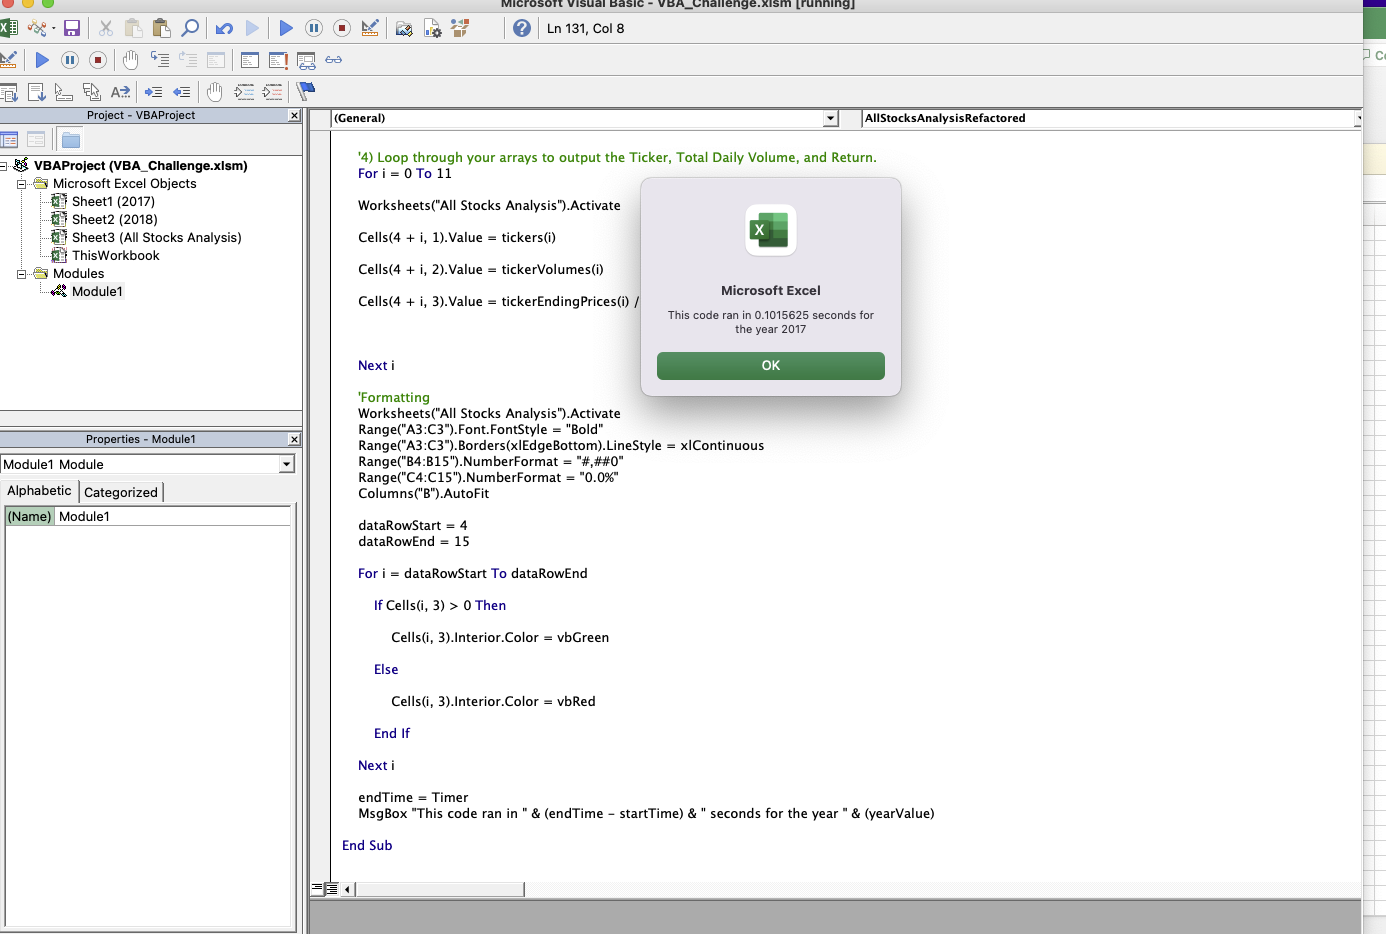 Microsoft Visual Basic - VBA_Challenge.xlsm [running]
Ln 131, Col 8
Project - VBAProject
(General)
AllStocksAnalysisRefactored
VBAProject (VBA_Challenge.xlsm)
Microsoft Excel Objects
Sheet1 (2017)
Sheet2 (2018)
Sheet3 (All Stocks Analysis)
ThisWorkbook
Modules
Module1
Properties - Module1
Module1 Module
Alphabetic
Categorized
(Name) Module1
'4) Loop through your arrays to output the Ticker, Total Daily Volume, and Return.
For i = 0 To 11
Worksheets("All Stocks Analysis").Activate
Cells(4 + i, 1).Value = tickers(i)
Cells(4 + i, 2).Value = tickerVolumes(i)
Cells(4 + i, 3).Value = tickerEndingPrices(i) /
Next i
'Formatting
Worksheets("All Stocks Analysis").Activate
Range("A3:C3").Font.FontStyle = "Bold"
Range("A3:C3").Borders(xlEdgeBottom).LineStyle = xlContinuous
Range("B4:B15").NumberFormat = "#,##0"
Range("C4:C15").NumberFormat = "0.0%"
Columns("B").AutoFit
dataRowStart = 4
dataRowEnd = 15
For i = dataRowStart To dataRowEnd
If Cells(i, 3) > 0 Then
Cells(i, 3).Interior.Color = vbGreen
Else
Cells(i, 3).Interior.Color = vbRed
End If
Next i
endTime = Timer
MsgBox "This code ran in " & (endTime - startTime) & " seconds for the year " & (yearValue)
End Sub
Microsoft Excel
This code ran in 0.1015625 seconds for
the year 2017
OK